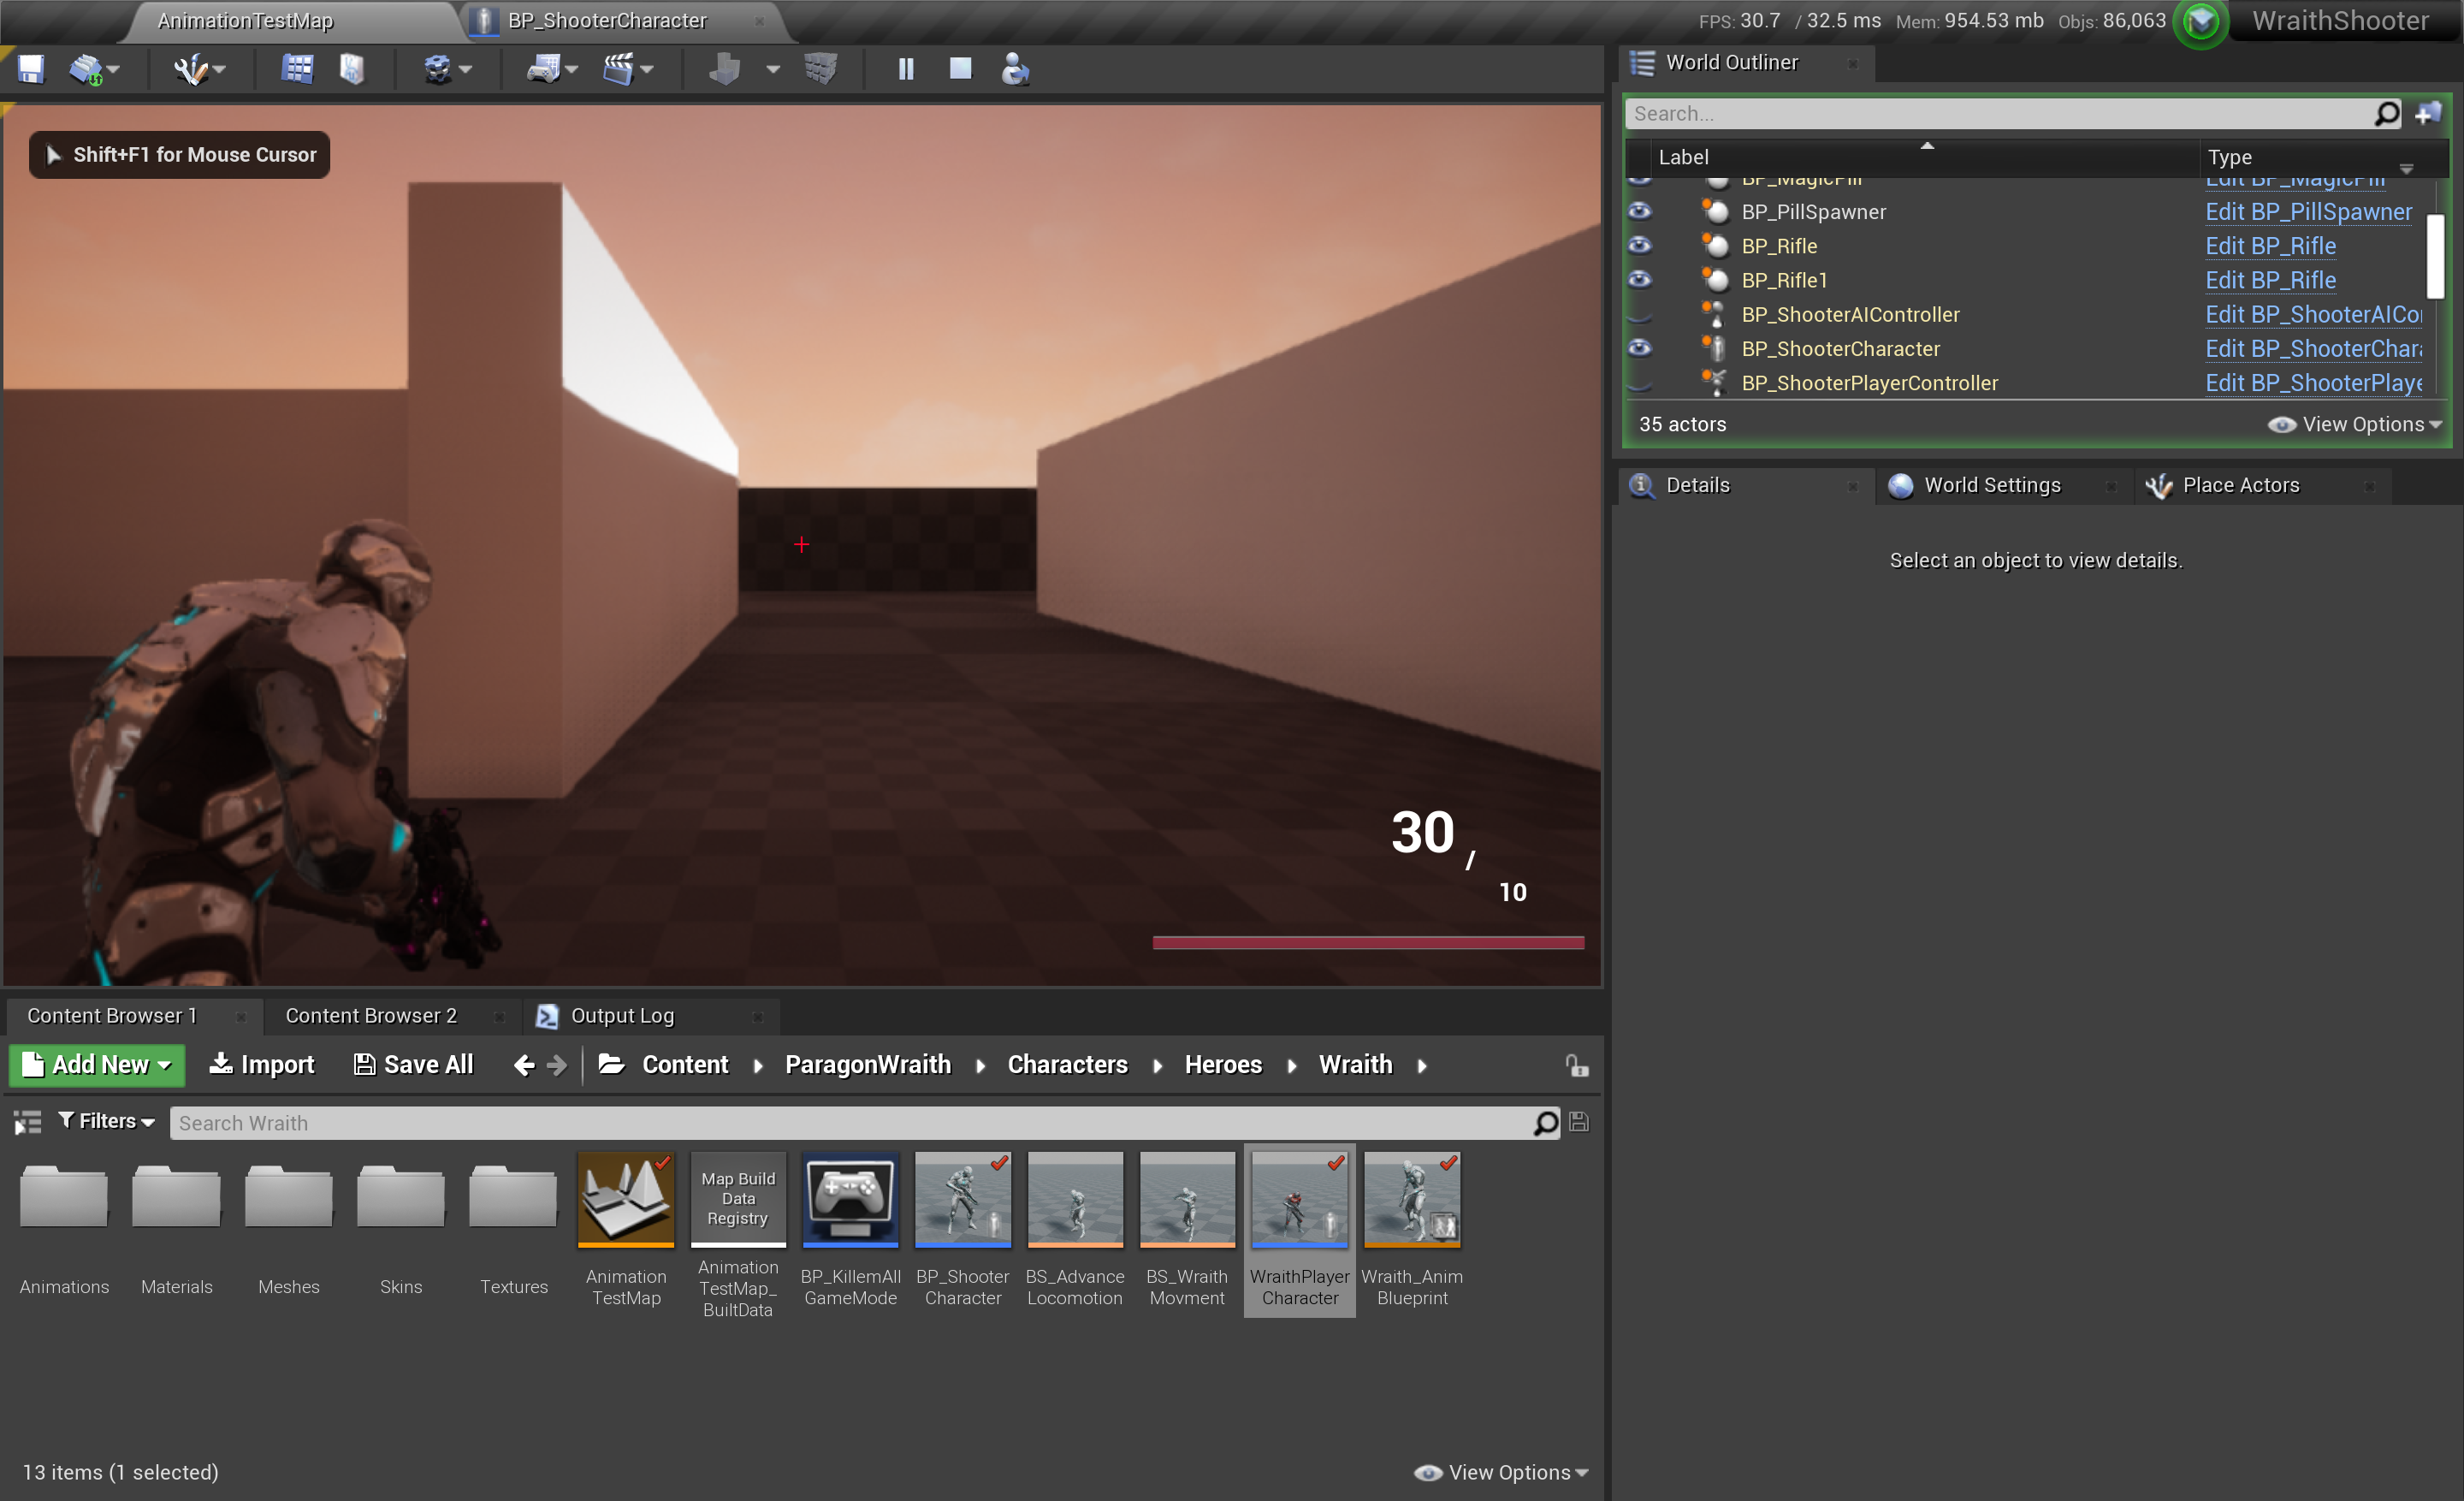 AnimationTestMap
BP_ShooterCharacter
FPS: 30.7 / 32.5 ms Mem: 954.53 mb Objs: 86,063
WraithShooter
Shift+F1 for Mouse Cursor
30
/
10
World Outliner
Search...
Label Type
BP_MagicPill Edit BP_MagicPill
BP_PillSpawner Edit BP_PillSpawner
BP_Rifle Edit BP_Rifle
BP_Rifle1 Edit BP_Rifle
BP_ShooterAIController Edit BP_ShooterAICo
BP_ShooterCharacter Edit BP_ShooterChar
BP_ShooterPlayerController Edit BP_ShooterPlaye
35 actors View Options
Details World Settings Place Actors
Select an object to view details.
Content Browser 1 Content Browser 2 Output Log
Add New Import Save All Content ParagonWraith Characters Heroes Wraith
Filters Search Wraith
Animations
Materials
Meshes
Skins
Textures
Animation
TestMap
Map Build
Data
Registry
Animation
TestMap_
BuiltData
BP_KillemAll
GameMode
BP_Shooter
Character
BS_Advance
Locomotion
BS_Wraith
Movment
WraithPlayer
Character
Wraith_Anim
Blueprint
13 items (1 selected) View Options